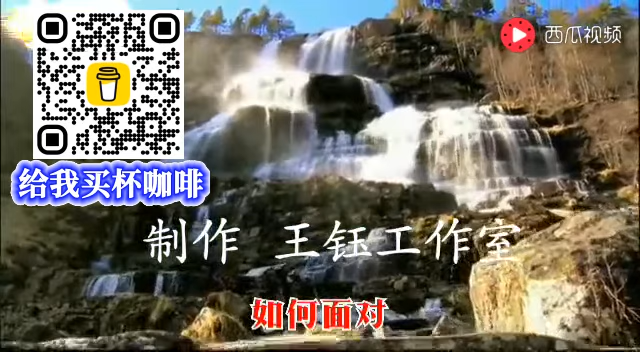 西瓜视频
给我买杯咖啡
制作 王钰工作室
如何面对